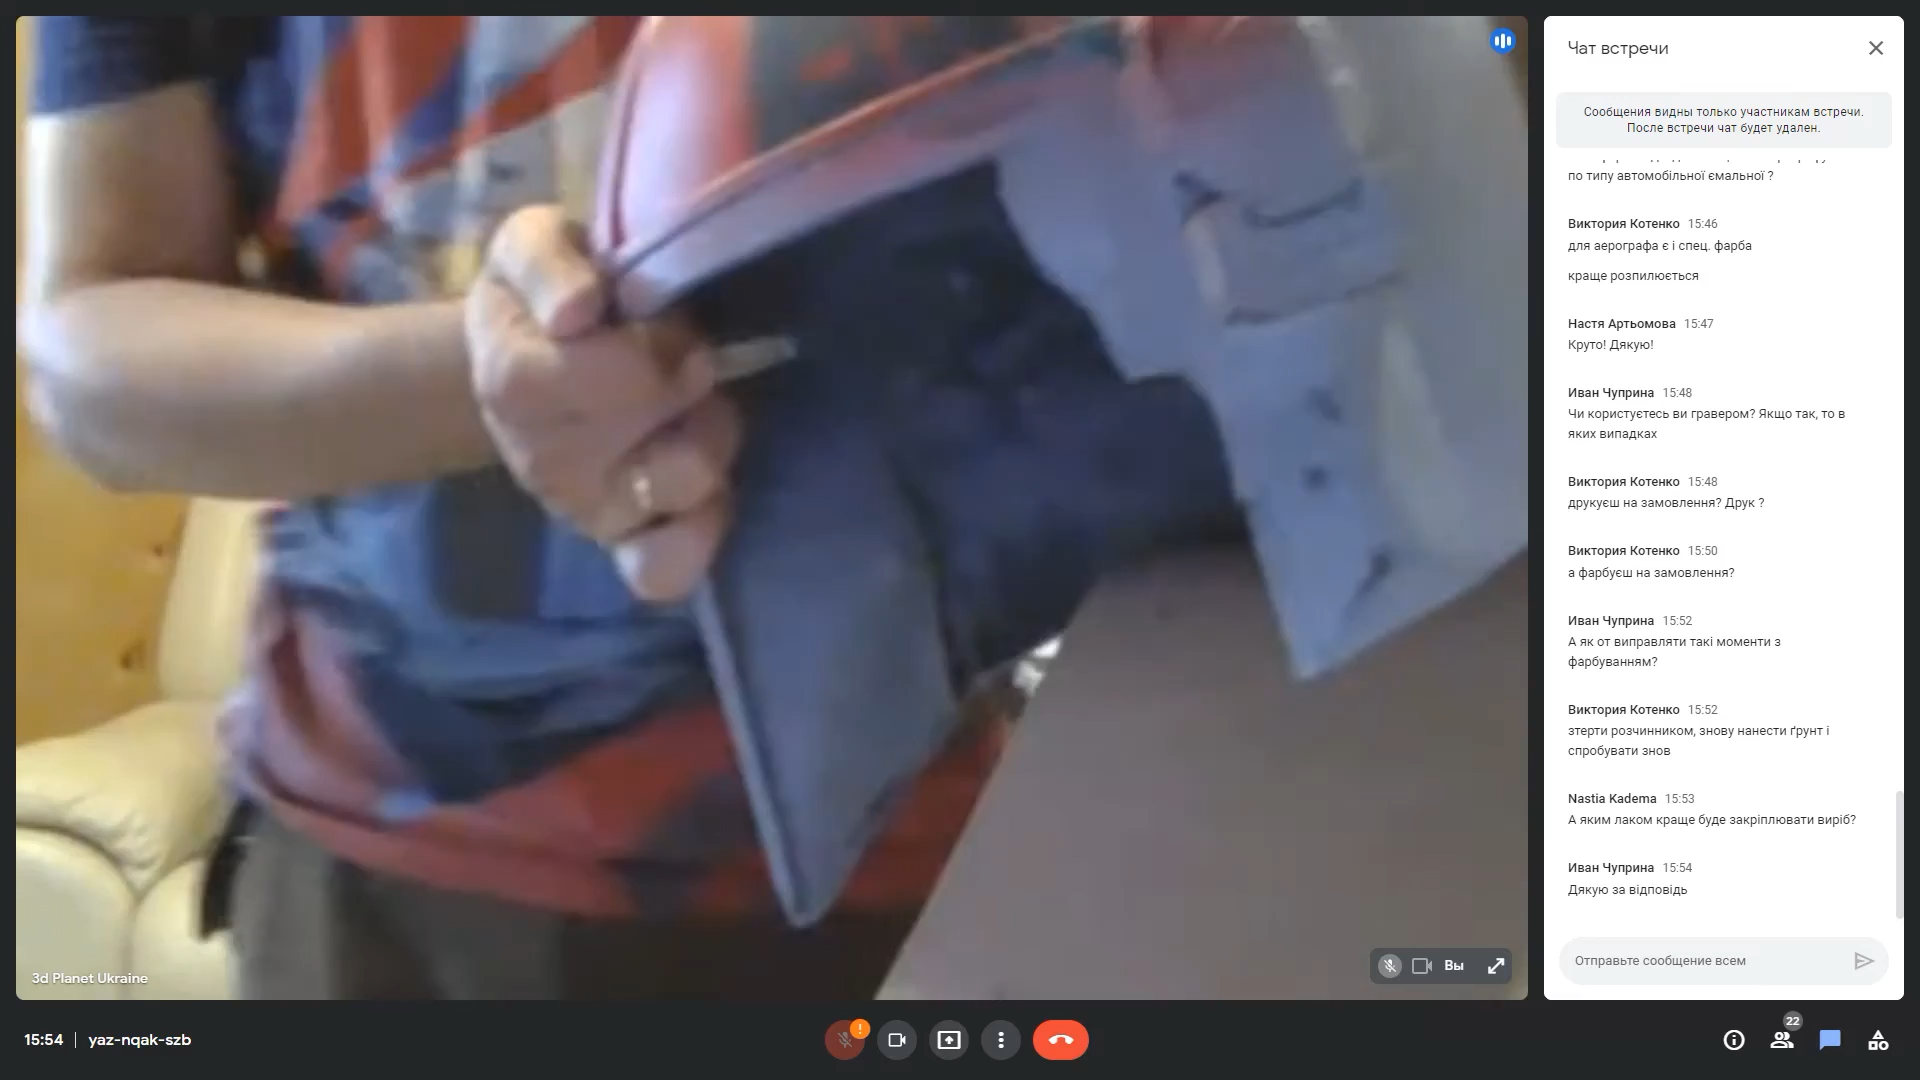 Чат встречи
Сообщения видны только участникам встречи.
После встречи чат будет удален.
по типу автомобільної ємальної ?
Виктория Котенко 15:46
для аерографа є і спец. фарба
краще розпилюється
Настя Артьомова 15:47
Круто! Дякую!
Иван Чуприна 15:48
Чи користуєтесь ви гравером? Якщо так, то в
яких випадках
Виктория Котенко 15:48
друкуєш на замовлення? Друк ?
Виктория Котенко 15:50
а фарбуєш на замовлення?
Иван Чуприна 15:52
А як от виправляти такі моменти з
фарбуванням?
Виктория Котенко 15:52
зтерти розчинником, знову нанести ґрунт і
спробувати знов
Nastia Kadema 15:53
А яким лаком краще буде закріплювати виріб?
Иван Чуприна 15:54
Дякую за відповідь
Отправьте сообщение всем
3d Planet Ukraine
Вы
15:54 | yaz-nqak-szb
22